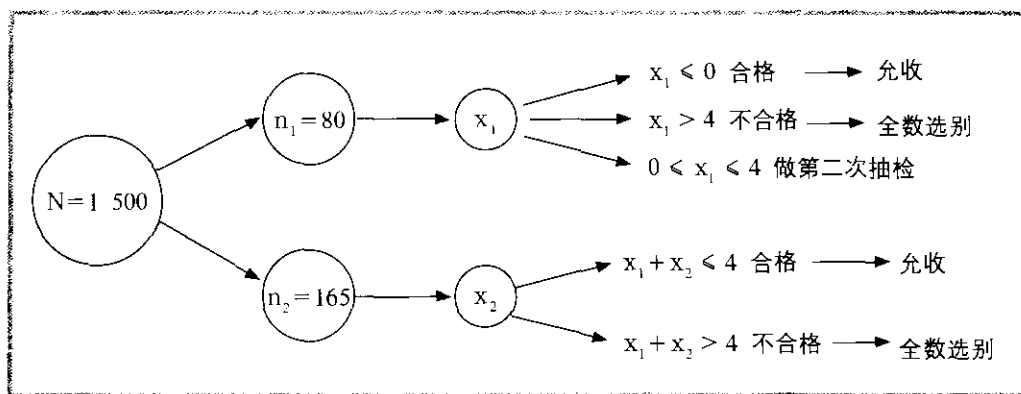 N=1 500
n₁=80
x₁
x₁ ≤ 0 合格 允收
x₁ > 4 不合格 全数选别
0 ≤ x₁ ≤ 4 做第二次抽检
n₂=165
x₂
x₁+x₂ ≤ 4 合格 允收
x₁+x₂ > 4 不合格 全数选别